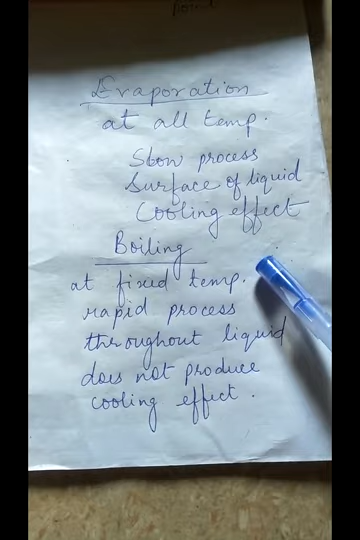 point
Evaporation
at all temp.
Slow process
Surface of liquid
Cooling effect
Boiling
at fixed temp.
rapid process
throughout liquid
does not produce
cooling effect.